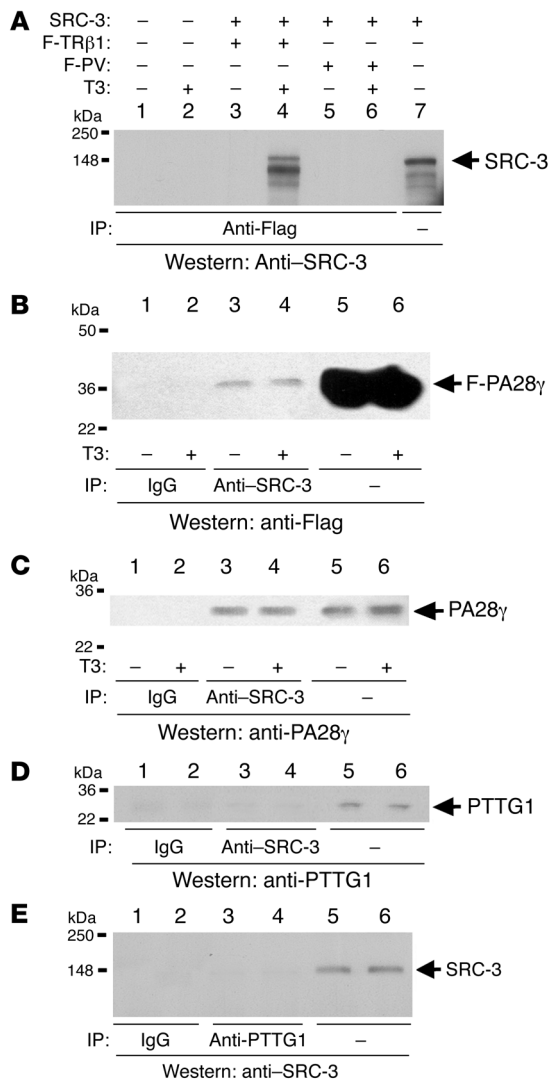 A
SRC-3: – – + + + + +
F-TRβ1: – – + + – – –
F-PV: – – – – + + –
T3: – + – + – + –
kDa 1 2 3 4 5 6 7
250
148
SRC-3
IP: Anti-Flag –
Western: Anti–SRC-3
B
kDa 1 2 3 4 5 6
50
36
F-PA28γ
22
T3: – + – + – +
IP: IgG Anti–SRC-3 –
Western: anti-Flag
C
kDa 1 2 3 4 5 6
36
PA28γ
22
T3: – + – + – +
IP: IgG Anti–SRC-3 –
Western: anti-PA28γ
D
kDa 1 2 3 4 5 6
36
PTTG1
22
IP: IgG Anti–SRC-3 –
Western: anti-PTTG1
E
kDa 1 2 3 4 5 6
250
148
SRC-3
IP: IgG Anti-PTTG1 –
Western: anti–SRC-3